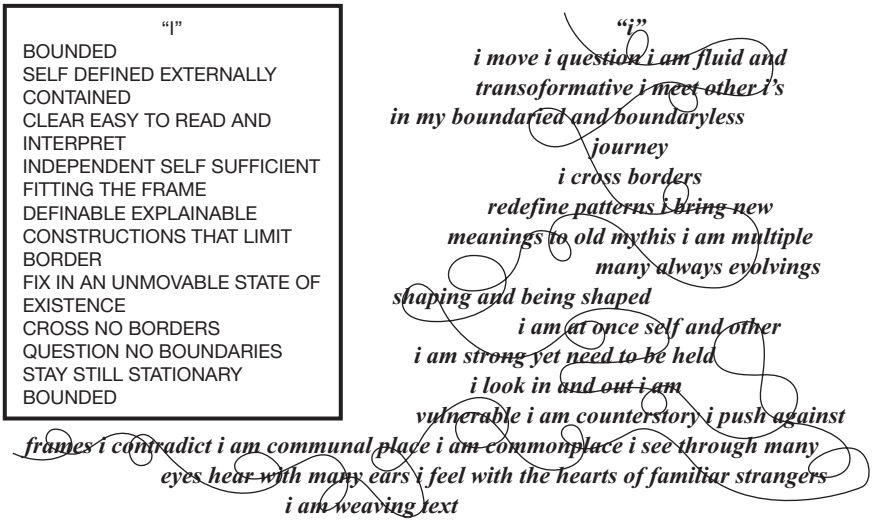 “I”
BOUNDED
SELF DEFINED EXTERNALLY
CONTAINED
CLEAR EASY TO READ AND
INTERPRET
INDEPENDENT SELF SUFFICIENT
FITTING THE FRAME
DEFINABLE EXPLAINABLE
CONSTRUCTIONS THAT LIMIT
BORDER
FIX IN AN UNMOVABLE STATE OF
EXISTENCE
CROSS NO BORDERS
QUESTION NO BOUNDARIES
STAY STILL STATIONARY
BOUNDED
“i”
i move i question i am fluid and
transoformative i meet other i’s
in my boundaried and boundaryless
journey
i cross borders
redefine patterns i bring new
meanings to old mythis i am multiple
many always evolvings
shaping and being shaped
i am at once self and other
i am strong yet need to be held
i look in and out i am
vulnerable i am counterstory i push against
frames i contradict i am communal place i am commonplace i see through many
eyes hear with many ears i feel with the hearts of familiar strangers
i am weaving text